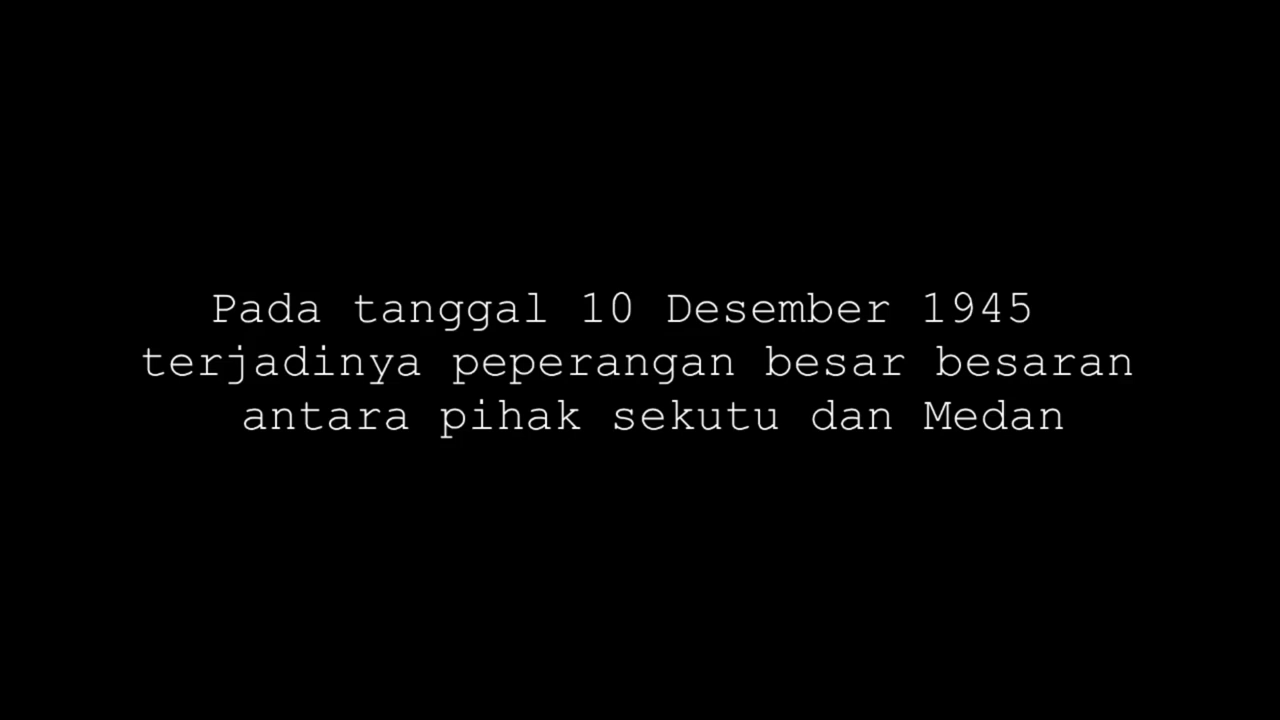 Pada tanggal 10 Desember 1945
terjadinya peperangan besar besaran
antara pihak sekutu dan Medan